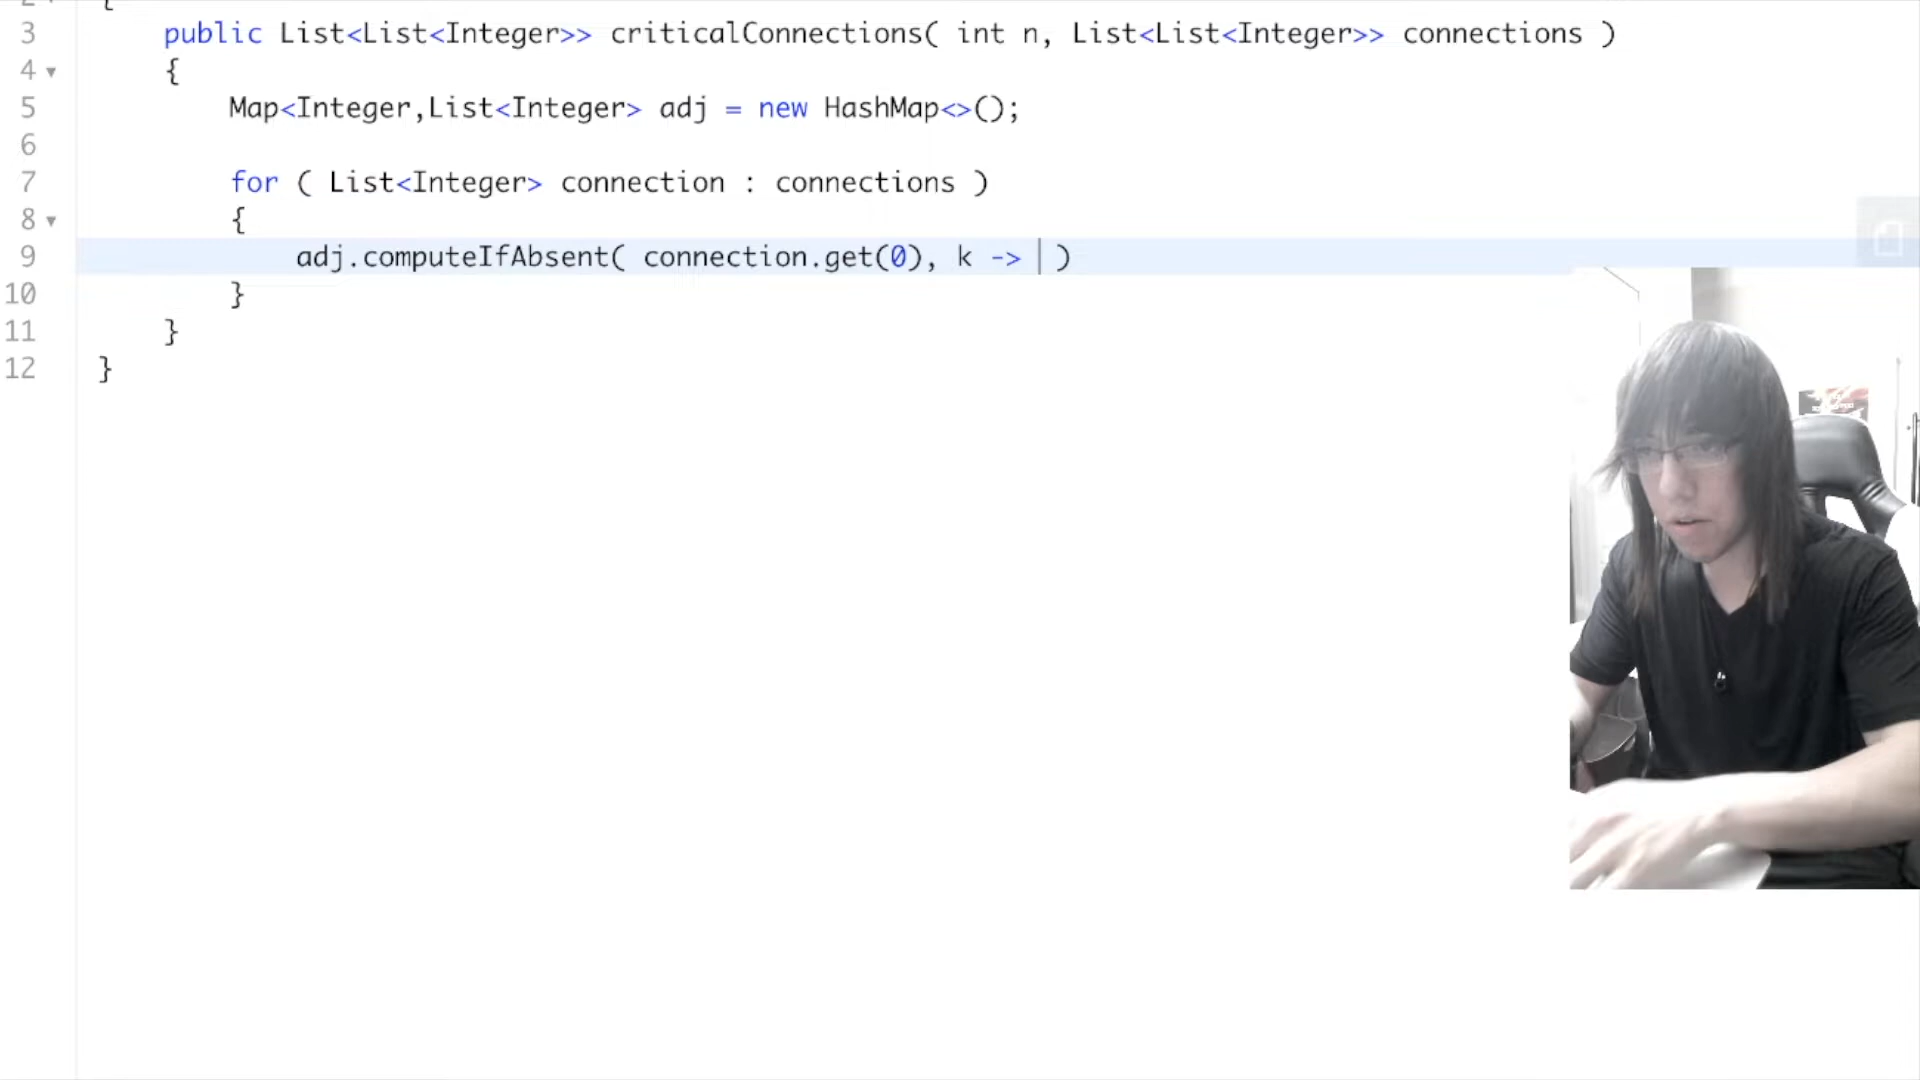 3 public List<List<Integer>> criticalConnections( int n, List<List<Integer>> connections )
4 {
5 Map<Integer,List<Integer> adj = new HashMap<>();
6
7 for ( List<Integer> connection : connections )
8 {
9 adj.computeIfAbsent( connection.get(0), k -> )
10 }
11 }
12 }